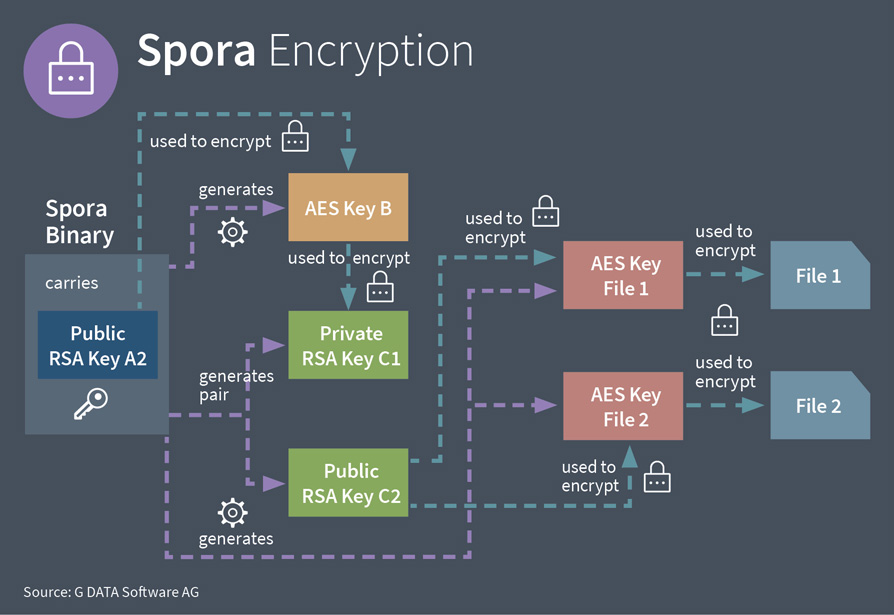 Spora Encryption
used to encrypt
generates
AES Key B
Spora
Binary
carries
Public
RSA Key A2
used to encrypt
Private
RSA Key C1
generates
pair
Public
RSA Key C2
generates
used to
encrypt
AES Key
File 1
used to
encrypt
File 1
AES Key
File 2
used to
encrypt
File 2
used to
encrypt
Source: G DATA Software AG